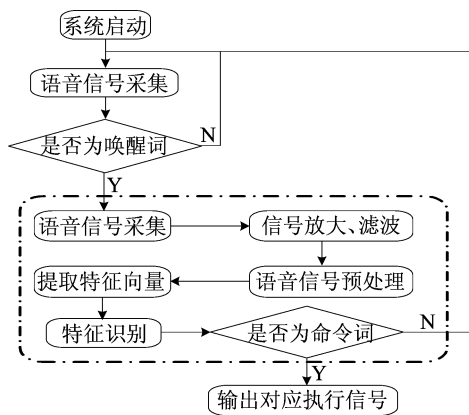 系统启动
语音信号采集
是否为唤醒词
N
Y
语音信号采集
信号放大、滤波
提取特征向量
语音信号预处理
特征识别
是否为命令词
N
Y
输出对应执行信号